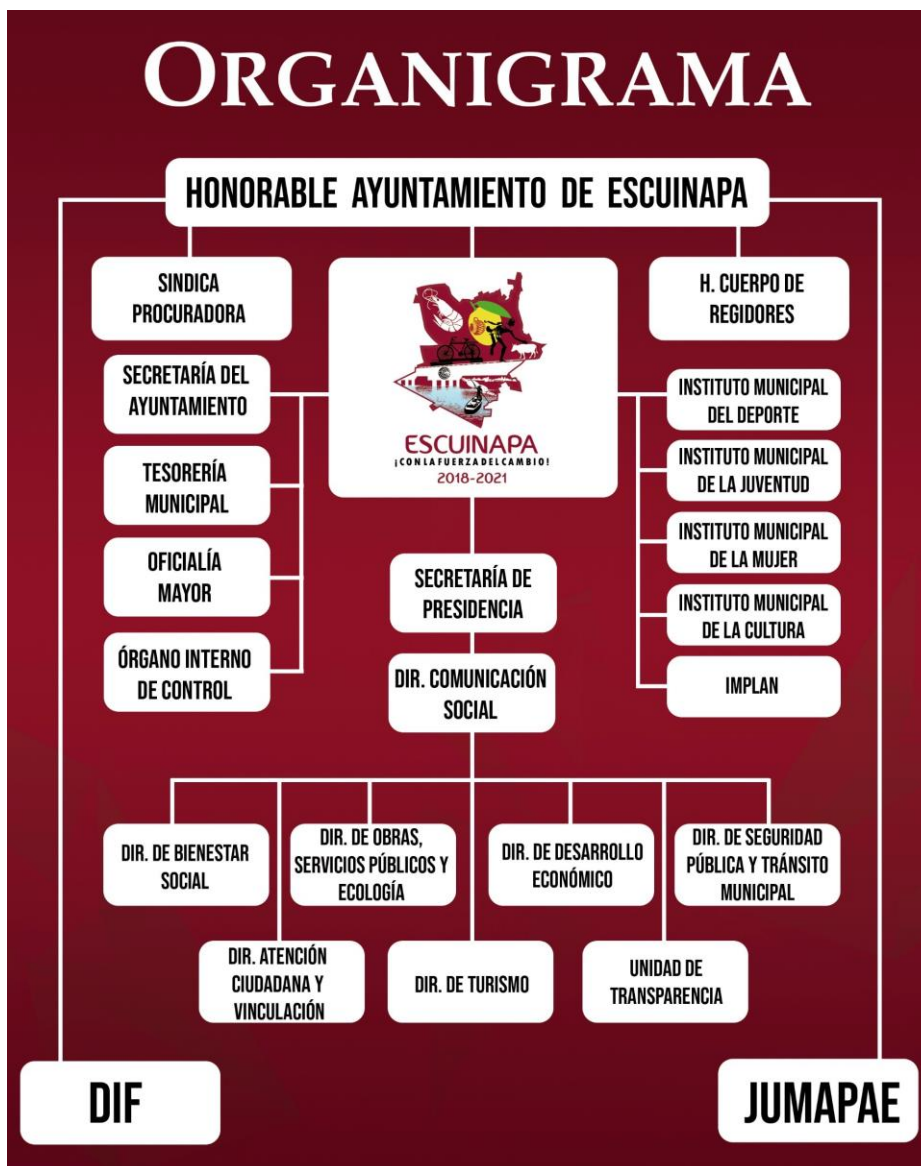 ORGANIGRAMA
HONORABLE AYUNTAMIENTO DE ESCUINAPA
SINDICA
PROCURADORA
H. CUERPO DE
REGIDORES
ESCUINAPA
¡CON LA FUERZA DEL CAMBIO!
2018-2021
SECRETARÍA DEL
AYUNTAMIENTO
TESORERÍA
MUNICIPAL
OFICIALÍA
MAYOR
ÓRGANO INTERNO
DE CONTROL
INSTITUTO MUNICIPAL
DEL DEPORTE
INSTITUTO MUNICIPAL
DE LA JUVENTUD
INSTITUTO MUNICIPAL
DE LA MUJER
INSTITUTO MUNICIPAL
DE LA CULTURA
IMPLAN
SECRETARÍA DE
PRESIDENCIA
DIR. COMUNICACIÓN
SOCIAL
DIR. DE BIENESTAR
SOCIAL
DIR. DE OBRAS,
SERVICIOS PÚBLICOS Y
ECOLOGÍA
DIR. DE DESARROLLO
ECONÓMICO
DIR. DE SEGURIDAD
PÚBLICA Y TRÁNSITO
MUNICIPAL
DIR. ATENCIÓN
CIUDADANA Y
VINCULACIÓN
DIR. DE TURISMO
UNIDAD DE
TRANSPARENCIA
DIF
JUMAPAE